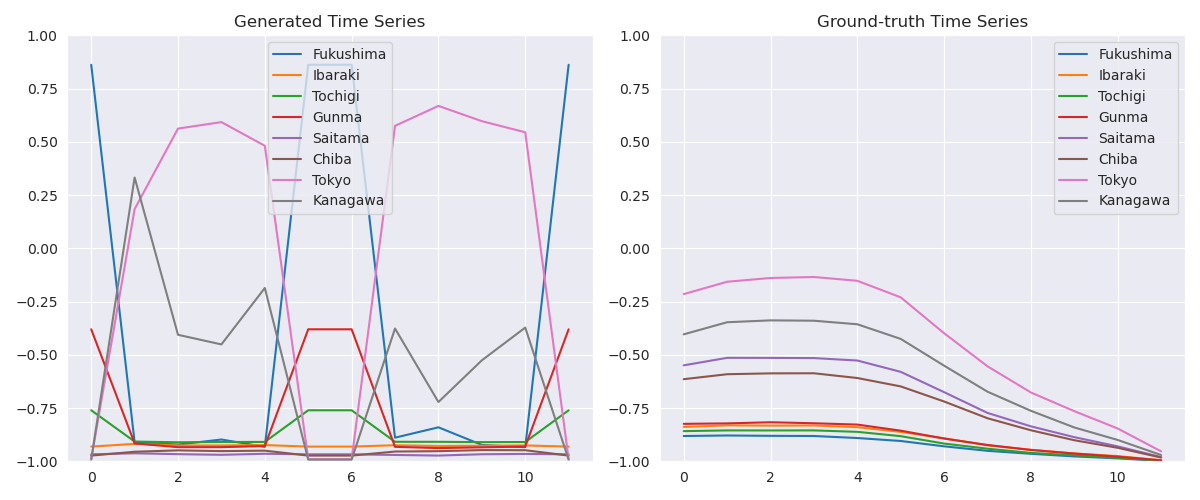 Generated Time Series
1.00
0.75
0.50
0.25
0.00
−0.25
−0.50
−0.75
−1.00
0 2 4 6 8 10
Fukushima
Ibaraki
Tochigi
Gunma
Saitama
Chiba
Tokyo
Kanagawa
Ground-truth Time Series
1.00
0.75
0.50
0.25
0.00
−0.25
−0.50
−0.75
−1.00
0 2 4 6 8 10
Fukushima
Ibaraki
Tochigi
Gunma
Saitama
Chiba
Tokyo
Kanagawa